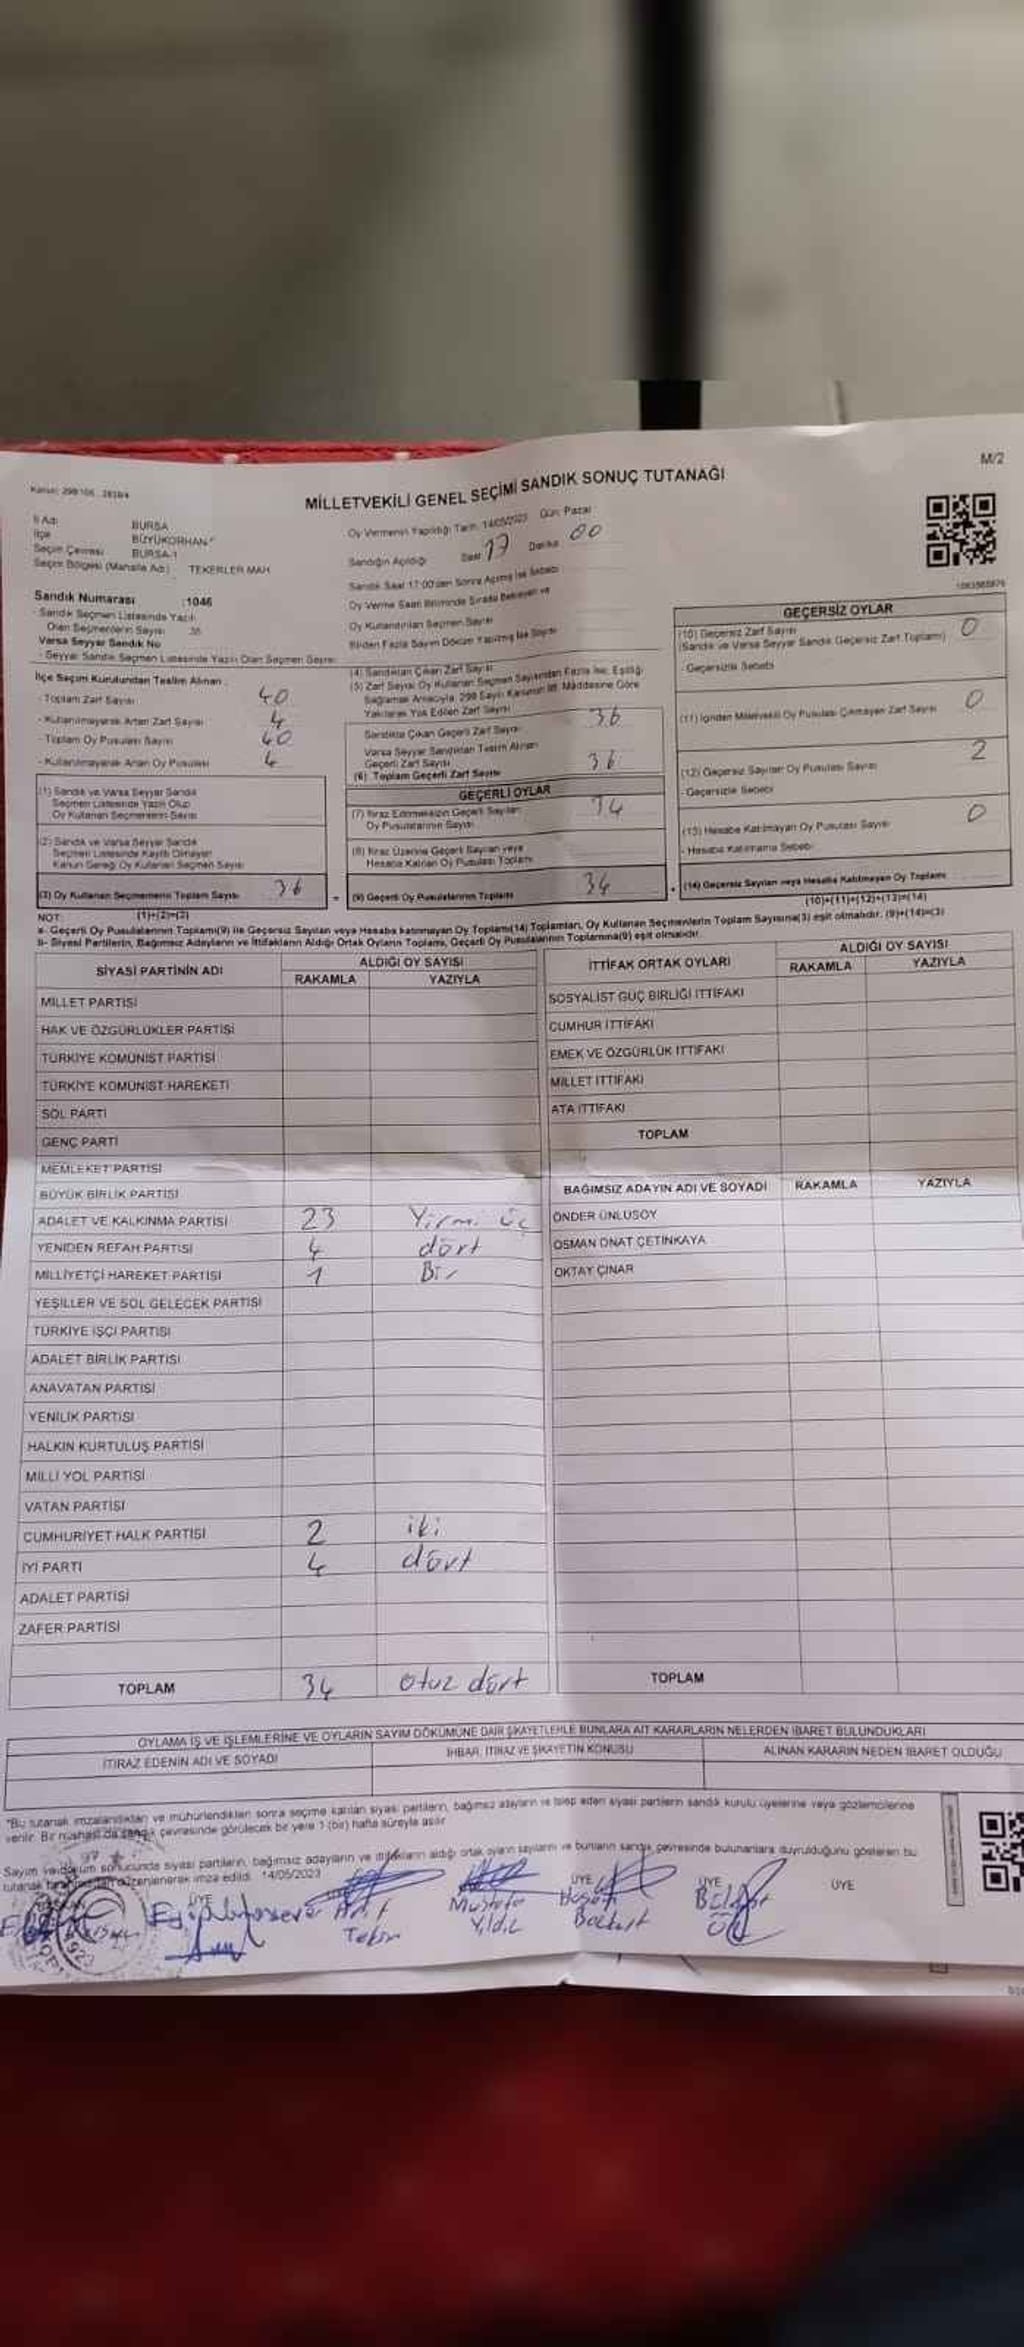 M/2
Kanun: 298/105 , 2839/4
MİLLETVEKİLİ GENEL SEÇİMİ SANDIK SONUÇ TUTANAĞI
İl Adı BURSA
İlçe BÜYÜKORHAN
Seçim Çevresi BURSA-1
Seçim Bölgesi (Mahalle Adı) TEKERLER MAH.
Oy Vermenin Yapıldığı Tarih: 14/05/2023 Gün: Pazar
Sandığın Açıldığı Saat 17 Dakika 00
Sandık Saat 17:00'den Sonra Açılmış İse Sebebi
Oy Verme Saati Bitiminde Sırada Bekleyen ve
Oy Kullandırılan Seçmen Sayısı
Birden Fazla Sayım Döküm Yapılmış İse Sayısı
Sandık Numarası :1046
- Sandık Seçmen Listesinde Yazılı
Olan Seçmenlerin Sayısı
Varsa Seyyar Sandık No
- Seyyar Sandık Seçmen Listesinde Yazılı Olan Seçmen Sayısı
İlçe Seçim Kurulundan Teslim Alınan :
- Toplam Zarf Sayısı 40
- Kullanılmayarak Artan Zarf Sayısı 4
- Toplam Oy Pusulası Sayısı 40
- Kullanılmayarak Artan Oy Pusulası 4
(1) Sandık ve Varsa Seyyar Sandık
Seçmen Listesinde Yazılı Olup
Oy Kullanan Seçmenlerin Sayısı
(2) Sandık ve Varsa Seyyar Sandık
Seçmen Listesinde Kayıtlı Olmayan
Kanun Gereği Oy Kullanan Seçmen Sayısı
(3) Oy Kullanan Seçmenlerin Toplam Sayısı 36
(1)+(2)=(3)
(4) Sandıktan Çıkan Zarf Sayısı
(5) Zarf Sayısı Oy Kullanan Seçmen Sayısından Fazla İse, Eşitliği
Sağlamak Amacıyla, 298 Sayılı Kanunun 98. Maddesine Göre
Yakılarak Yok Edilen Zarf Sayısı
Sandıkta Çıkan Geçerli Zarf Sayısı 36
Varsa Seyyar Sandıktan Teslim Alınan
Geçerli Zarf Sayısı
(6) Toplam Geçerli Zarf Sayısı 36
GEÇERLİ OYLAR
(7) İtiraz Edilmeksizin Geçerli Sayılan
Oy Pusulalarının Sayısı 34
(8) İtiraz Üzerine Geçerli Sayılan veya
Hesaba Katılan Oy Pusulası Toplamı
(9) Geçerli Oy Pusulalarının Toplamı 34
GEÇERSİZ OYLAR
(10) Geçersiz Zarf Sayısı 0
(Sandık ve Varsa Seyyar Sandık Geçersiz Zarf Toplamı)
- Geçersizlik Sebebi
(11) İçinden Milletvekili Oy Pusulası Çıkmayan Zarf Sayısı 0
(12) Geçersiz Sayılan Oy Pusulası Sayısı 2
- Geçersizlik Sebebi
(13) Hesaba Katılmayan Oy Pusulası Sayısı 0
- Hesaba Katılmama Sebebi
(14) Geçersiz Sayılan veya Hesaba Katılmayan Oy Toplamı
(10)+(11)+(12)+(13)=(14)
NOT:
a- Geçerli Oy Pusulalarının Toplamı(9) ile Geçersiz Sayılan veya Hesaba katılmayan Oy Toplamı(14) Toplamları, Oy Kullanan Seçmenlerin Toplam Sayısına(3) eşit olmalıdır. (9)+(14)=(3)
b- Siyasi Partilerin, Bağımsız Adayların ve İttifakların Aldığı Ortak Oyların Toplamı, Geçerli Oy Pusulalarının Toplamına(9) eşit olmalıdır.
SİYASİ PARTİNİN ADI ALDIĞI OY SAYISI
RAKAMLA YAZIYLA
MİLLET PARTİSİ
HAK VE ÖZGÜRLÜKLER PARTİSİ
TÜRKİYE KOMÜNİST PARTİSİ
TÜRKİYE KOMÜNİST HAREKETİ
SOL PARTİ
GENÇ PARTİ
MEMLEKET PARTİSİ
BÜYÜK BİRLİK PARTİSİ
ADALET VE KALKINMA PARTİSİ 23 Yirmi üç
YENİDEN REFAH PARTİSİ 4 dört
MİLLİYETÇİ HAREKET PARTİSİ 1 Bir
YEŞİLLER VE SOL GELECEK PARTİSİ
TÜRKİYE İŞÇİ PARTİSİ
ADALET BİRLİK PARTİSİ
ANAVATAN PARTİSİ
YENİLİK PARTİSİ
HALKIN KURTULUŞ PARTİSİ
MİLLİ YOL PARTİSİ
VATAN PARTİSİ
CUMHURİYET HALK PARTİSİ 2 iki
İYİ PARTİ 4 dört
ADALET PARTİSİ
ZAFER PARTİSİ
TOPLAM 34 otuz dört
İTTİFAK ORTAK OYLARI ALDIĞI OY SAYISI
RAKAMLA YAZIYLA
SOSYALİST GÜÇ BİRLİĞİ İTTİFAKI
CUMHUR İTTİFAKI
EMEK VE ÖZGÜRLÜK İTTİFAKI
MİLLET İTTİFAKI
ATA İTTİFAKI
TOPLAM
BAĞIMSIZ ADAYIN ADI VE SOYADI RAKAMLA YAZIYLA
ÖNDER ÜNLÜSOY
OSMAN ONAT ÇETİNKAYA
OKTAY ÇINAR
TOPLAM
OYLAMA İŞ VE İŞLEMLERİNE VE OYLARIN SAYIM DÖKÜMÜNE DAİR ŞİKAYETLERLE BUNLARA AİT KARARLARIN NELERDEN İBARET BULUNDUKLARI
İTİRAZ EDENİN ADI VE SOYADI İHBAR, İTİRAZ VE ŞİKAYETİN KONUSU ALINAN KARARIN NEDEN İBARET OLDUĞU
"Bu tutanak imzalandıktan ve mühürlendikten sonra seçime katılan siyasi partilerin, bağımsız adayların ve talep eden siyasi partilerin sandık kurulu üyelerine veya gözlemcilerine
verilir. Bir nüshası da sandık çevresinde görülecek bir yere 1 (bir) hafta süreyle asılır
Sayım ve döküm sonucunda siyasi partilerin, bağımsız adayların ve ittifakların aldığı ortak oyların sayılarını ve bunların sandık çevresinde bulunanlara duyrulduğunu gösteren bu
tutanak tarafımızdan düzenlenerek imza edildi. 14/05/2023
ÜYE ÜYE ÜYE ÜYE
Tekin
Mustafa
Yıldız